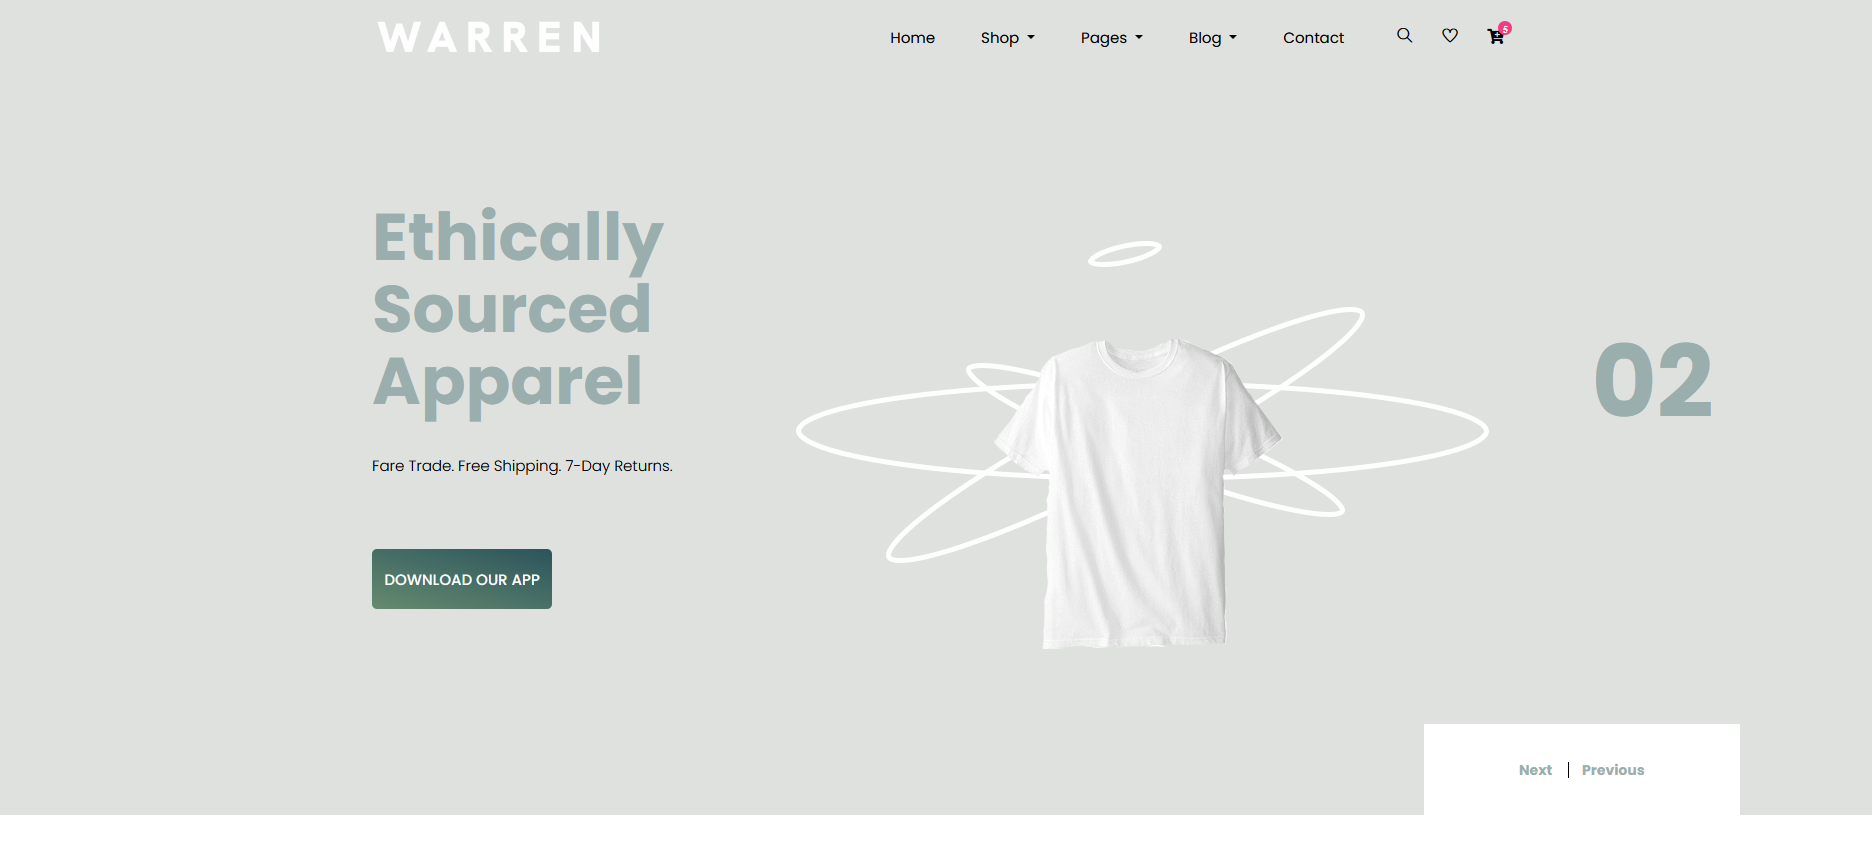 WARREN
Home Shop Pages Blog Contact 5
Ethically
Sourced
Apparel
02
Fare Trade. Free Shipping. 7-Day Returns.
DOWNLOAD OUR APP
Next | Previous